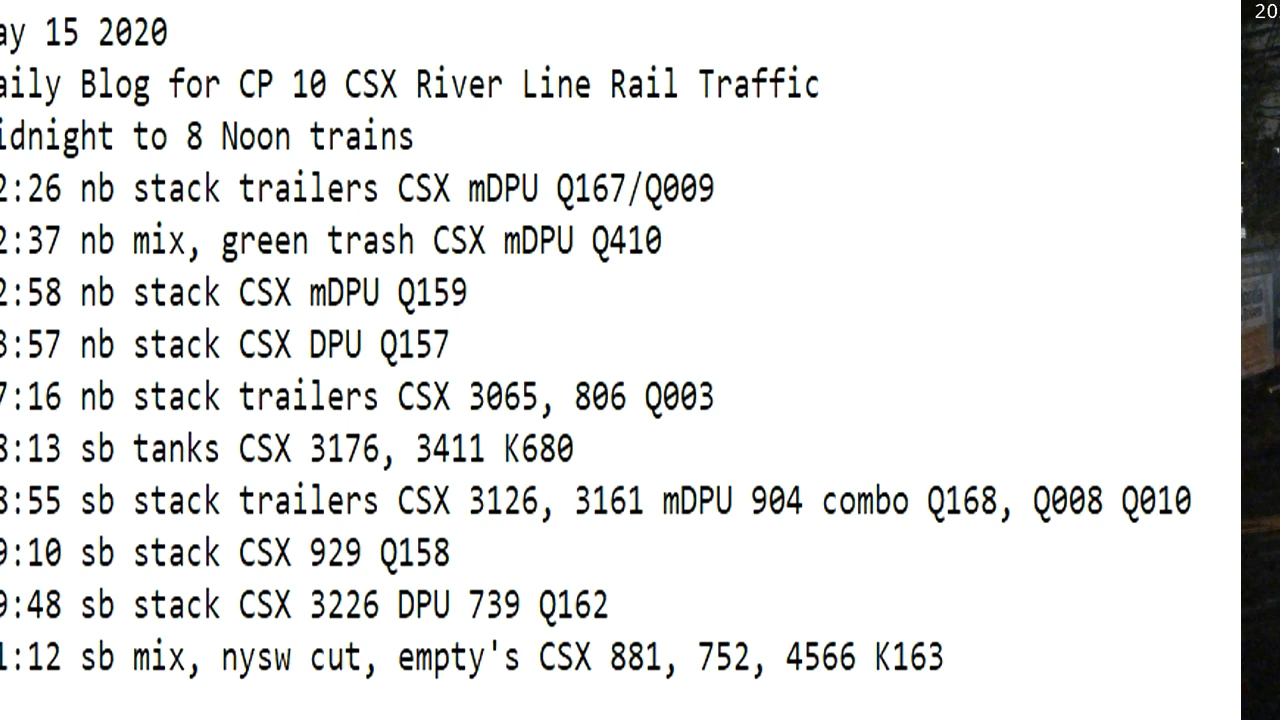 ay 15 2020
aily Blog for CP 10 CSX River Line Rail Traffic
idnight to 8 Noon trains
2:26 nb stack trailers CSX mDPU Q167/Q009
2:37 nb mix, green trash CSX mDPU Q410
2:58 nb stack CSX mDPU Q159
3:57 nb stack CSX DPU Q157
7:16 nb stack trailers CSX 3065, 806 Q003
8:13 sb tanks CSX 3176, 3411 K680
8:55 sb stack trailers CSX 3126, 3161 mDPU 904 combo Q168, Q008 Q010
9:10 sb stack CSX 929 Q158
9:48 sb stack CSX 3226 DPU 739 Q162
1:12 sb mix, nysw cut, empty's CSX 881, 752, 4566 K163
20